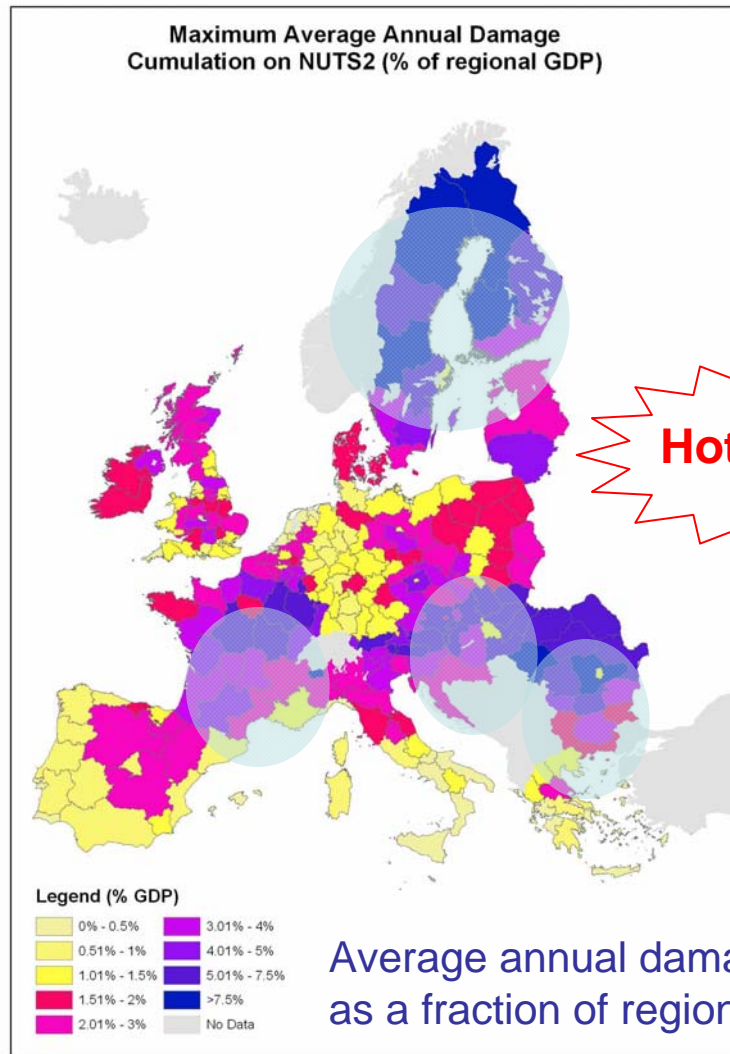 Maximum Average Annual Damage
Cumulation on NUTS2 (% of regional GDP)
Hot
Legend (% GDP)
0% - 0.5%
0.51% - 1%
1.01% - 1.5%
1.51% - 2%
2.01% - 3%
3.01% - 4%
4.01% - 5%
5.01% - 7.5%
>7.5%
No Data
Average annual dama
as a fraction of region